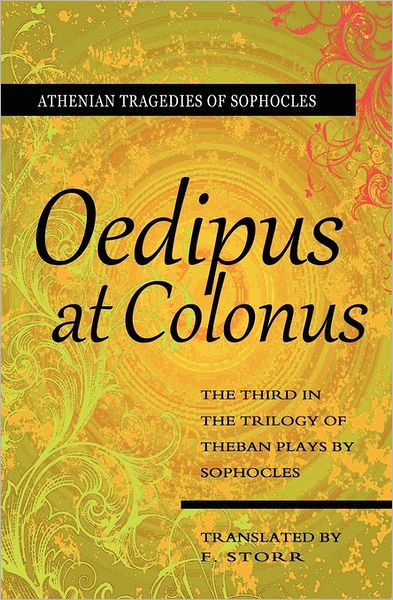 ATHENIAN TRAGEDIES OF SOPHOCLES
Oedipus
at Colonus
THE THIRD IN
THE TRILOGY OF
THEBAN PLAYS BY
SOPHOCLES
TRANSLATED BY
F. STORR